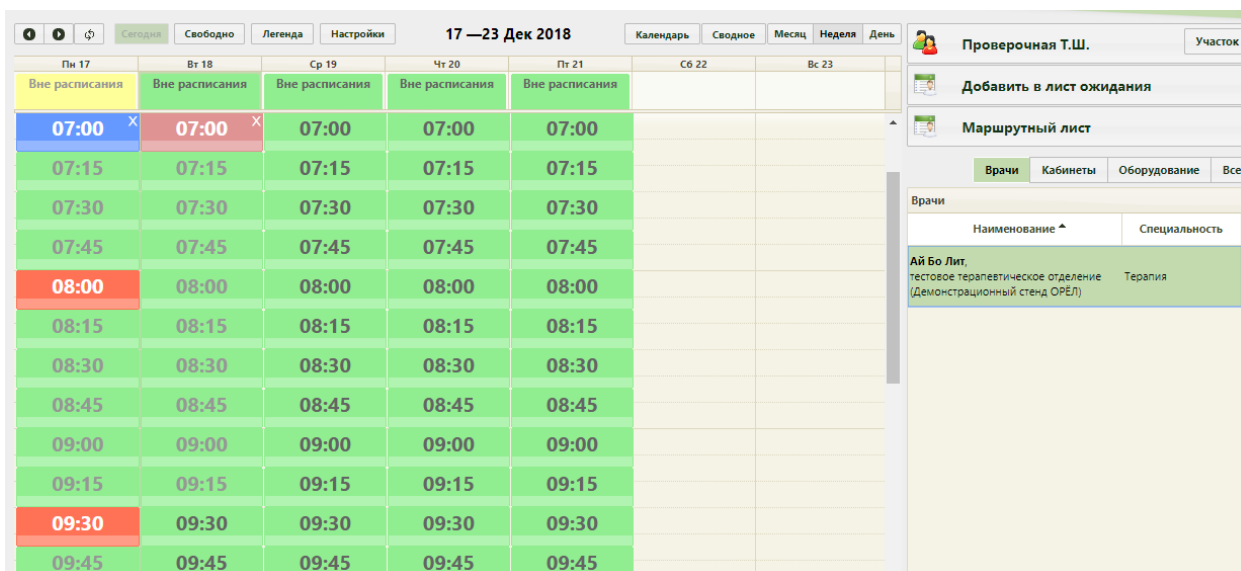 Сегодня Свободно Легенда Настройки 17 —23 Дек 2018 Календарь Сводное Месяц Неделя День
Пн 17 Вт 18 Ср 19 Чт 20 Пт 21 Сб 22 Вс 23
Вне расписания Вне расписания Вне расписания Вне расписания Вне расписания
07:00 X 07:00 X 07:00 07:00 07:00
07:15 07:15 07:15 07:15 07:15
07:30 07:30 07:30 07:30 07:30
07:45 07:45 07:45 07:45 07:45
08:00 08:00 08:00 08:00 08:00
08:15 08:15 08:15 08:15 08:15
08:30 08:30 08:30 08:30 08:30
08:45 08:45 08:45 08:45 08:45
09:00 09:00 09:00 09:00 09:00
09:15 09:15 09:15 09:15 09:15
09:30 09:30 09:30 09:30 09:30
09:45 09:45 09:45 09:45 09:45
Проверочная Т.Ш. Участок
Добавить в лист ожидания
Маршрутный лист
Врачи Кабинеты Оборудование Все
Врачи
Наименование Специальность
Ай Бо Лит,
тестовое терапевтическое отделение Терапия
(Демонстрационный стенд ОРЁЛ)